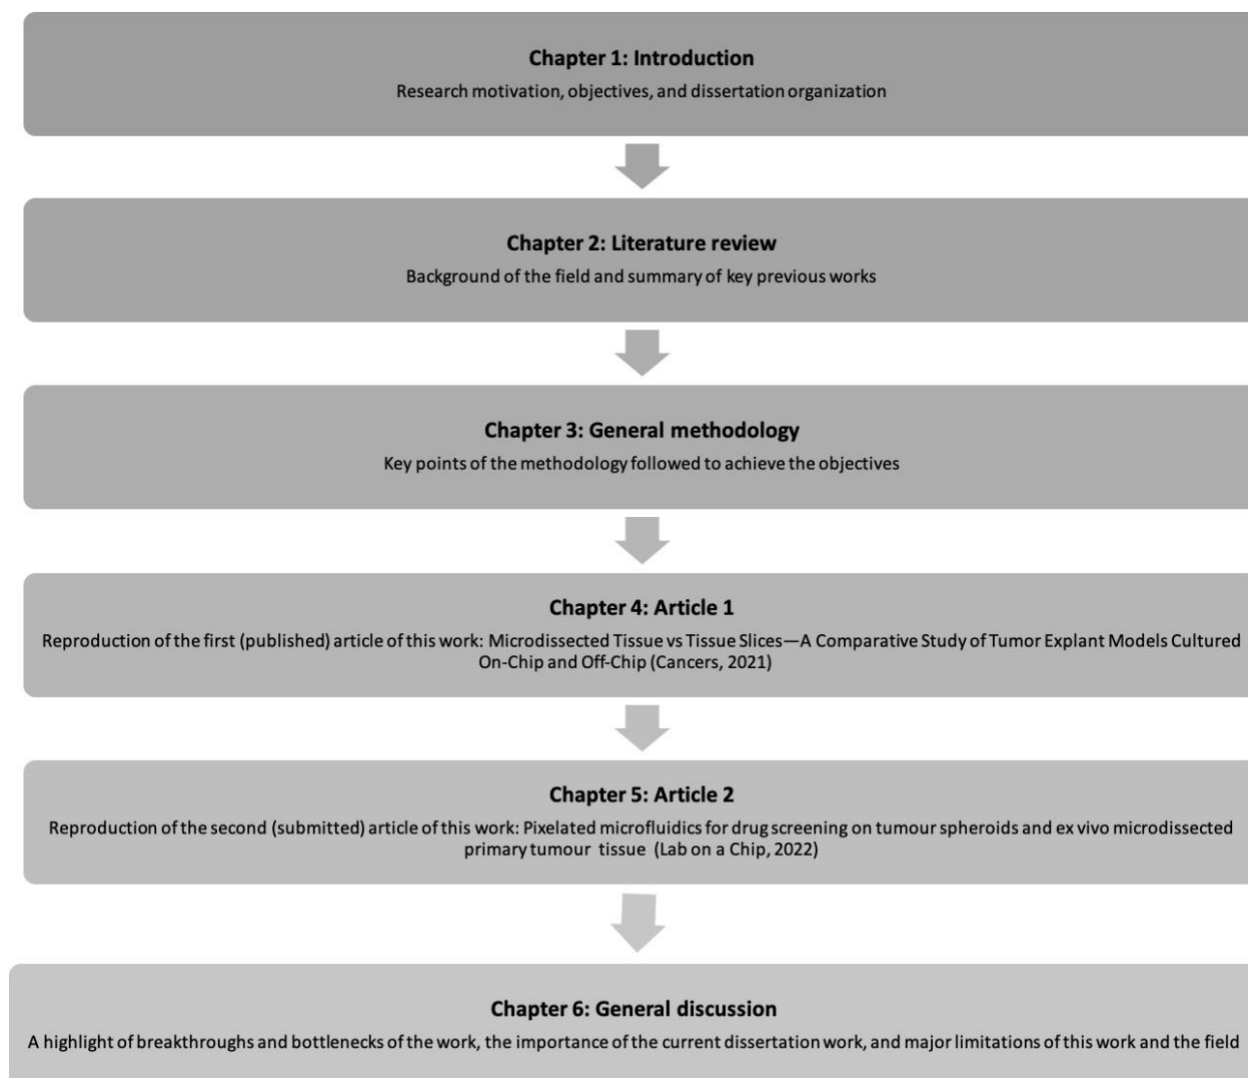 Chapter 1: Introduction
Research motivation, objectives, and dissertation organization
Chapter 2: Literature review
Background of the field and summary of key previous works
Chapter 3: General methodology
Key points of the methodology followed to achieve the objectives
Chapter 4: Article 1
Reproduction of the first (published) article of this work: Microdissected Tissue vs Tissue Slices—A Comparative Study of Tumor Explant Models Cultured
On-Chip and Off-Chip (Cancers, 2021)
Chapter 5: Article 2
Reproduction of the second (submitted) article of this work: Pixelated microfluidics for drug screening on tumour spheroids and ex vivo microdissected
primary tumour tissue (Lab on a Chip, 2022)
Chapter 6: General discussion
A highlight of breakthroughs and bottlenecks of the work, the importance of the current dissertation work, and major limitations of this work and the field